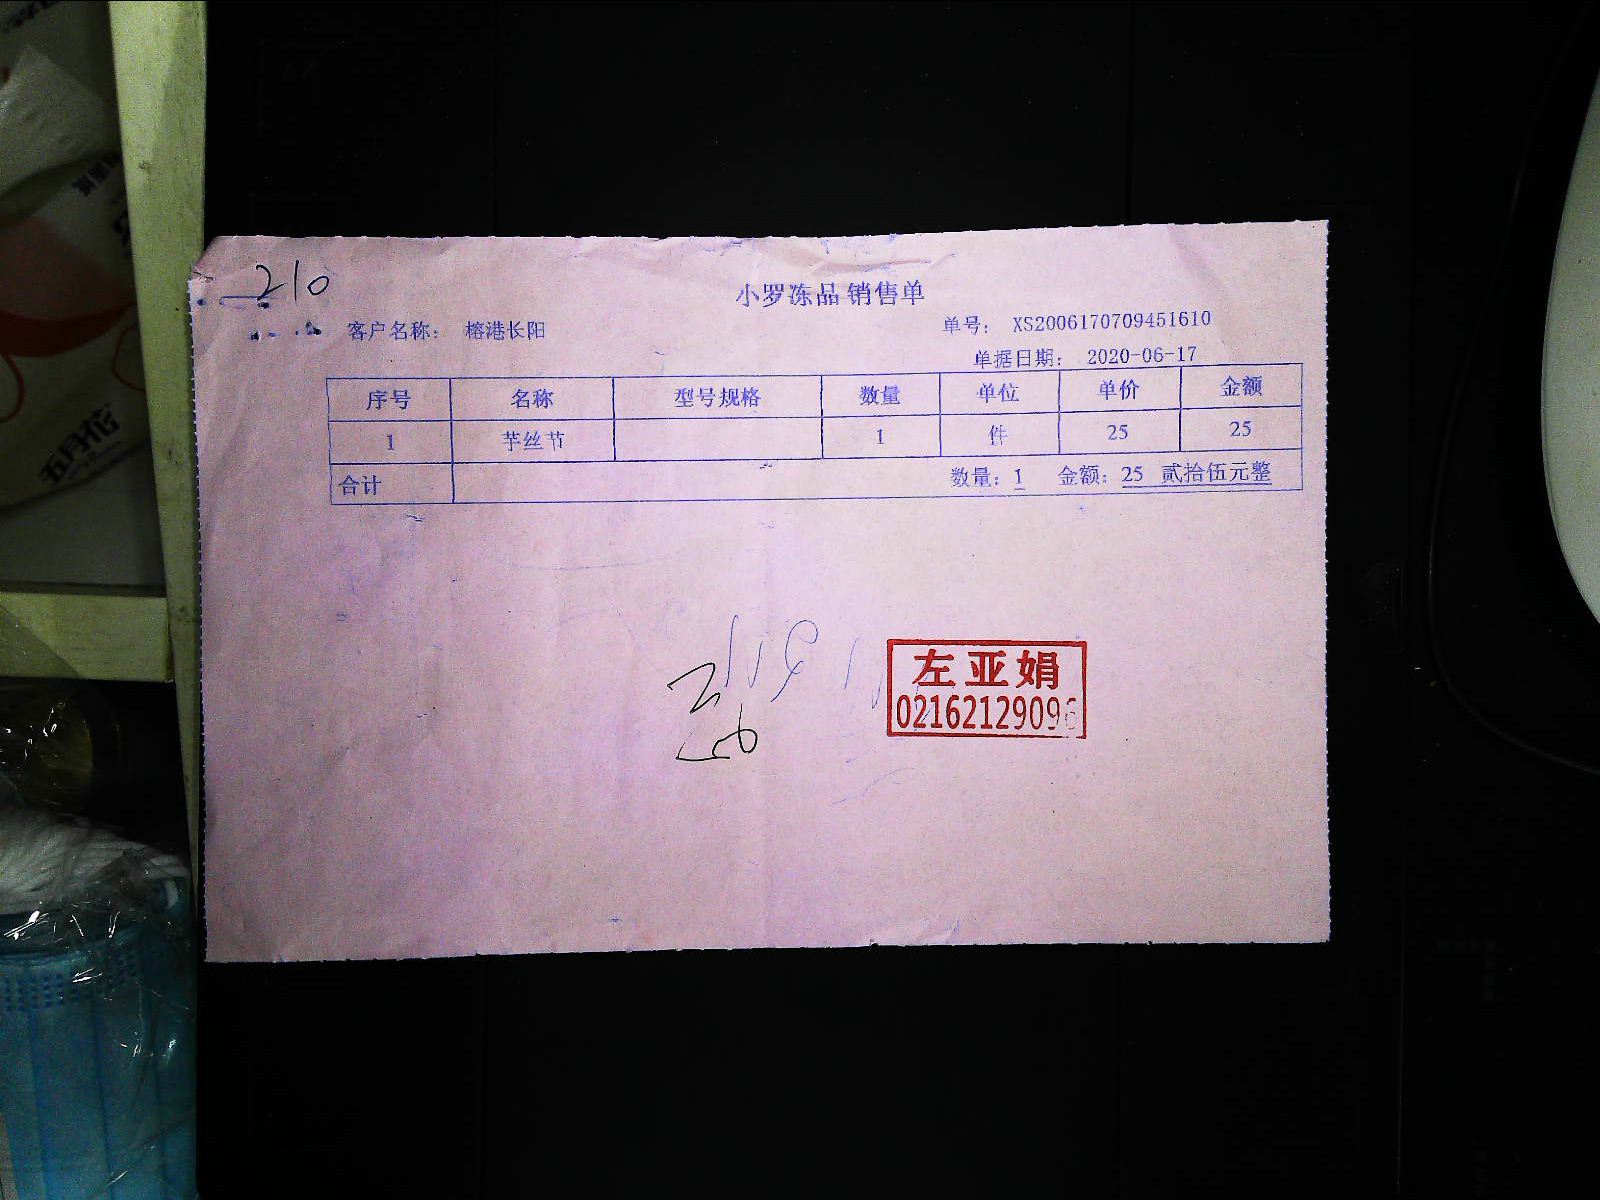 210
小罗冻品 销售单
客户名称： 榕港长阳
单号： XS2006170709451610
单据日期： 2020-06-17
序号 名称 型号规格 数量 单位 单价 金额
1 芋丝节 1 件 25 25
合计 数量：1 金额：25 贰拾伍元整
左亚娟
02162129096
五月花